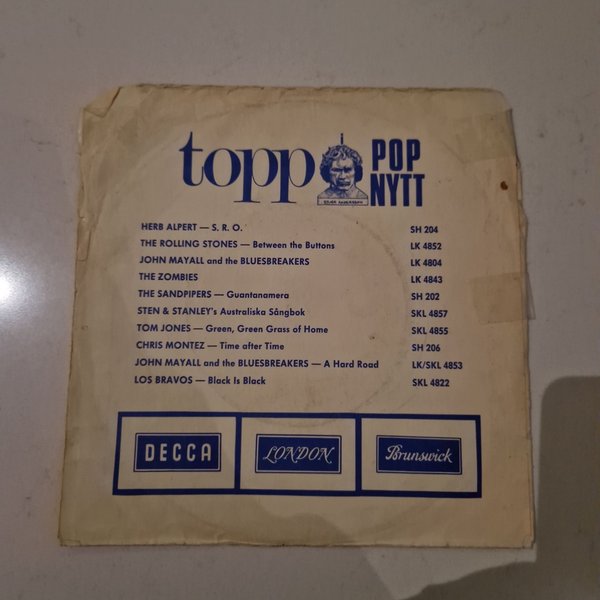 topp POP
NYTT
HERB ALPERT — S. R. O. SH 204
THE ROLLING STONES — Between the Buttons LK 4852
JOHN MAYALL and the BLUESBREAKERS LK 4804
THE ZOMBIES LK 4843
THE SANDPIPERS — Guantanamera SH 202
STEN & STANLEY's Australiska Sångbok SKL 4857
TOM JONES — Green, Green Grass of Home SKL 4855
CHRIS MONTEZ — Time after Time SH 206
JOHN MAYALL and the BLUESBREAKERS — A Hard Road LK/SKL 4853
LOS BRAVOS — Black Is Black SKL 4822
DECCA LONDON Brunswick